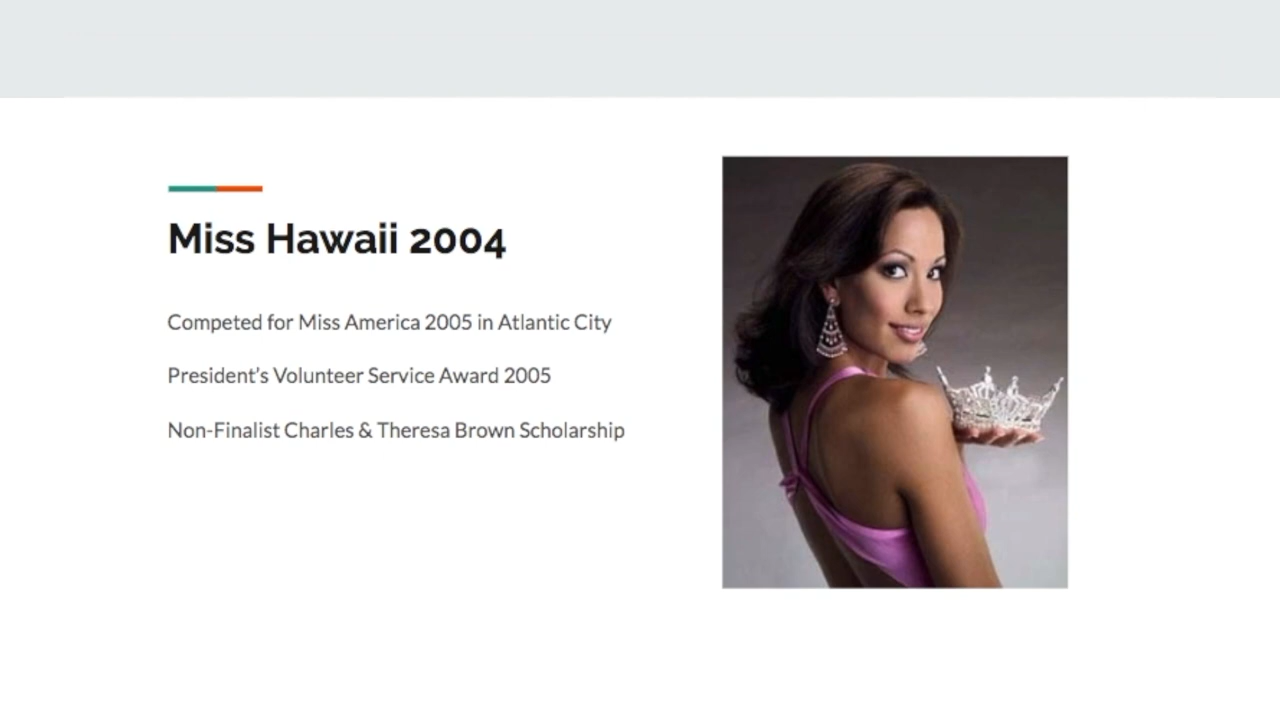 Miss Hawaii 2004
Competed for Miss America 2005 in Atlantic City
President’s Volunteer Service Award 2005
Non-Finalist Charles & Theresa Brown Scholarship